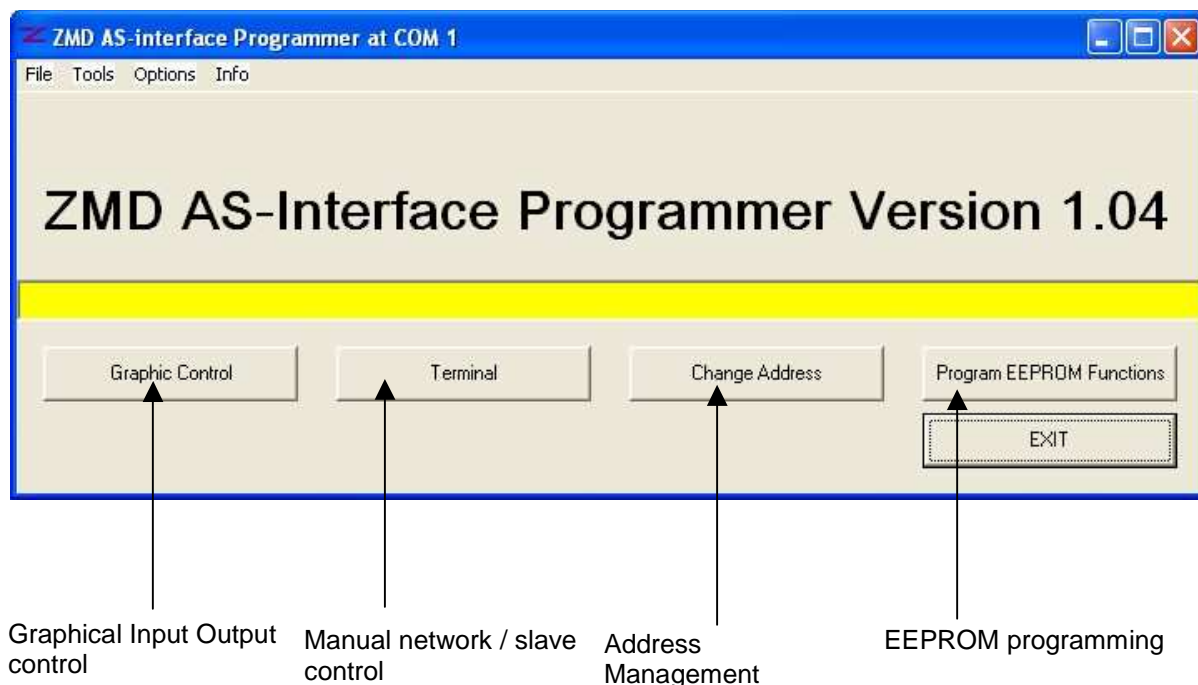 ZMD AS-interface Programmer at COM 1
File Tools Options Info
ZMD AS-Interface Programmer Version 1.04
Graphic Control
Terminal
Change Address
Program EEPROM Functions
EXIT
Graphical Input Output
control
Manual network / slave
control
Address
Management
EEPROM programming